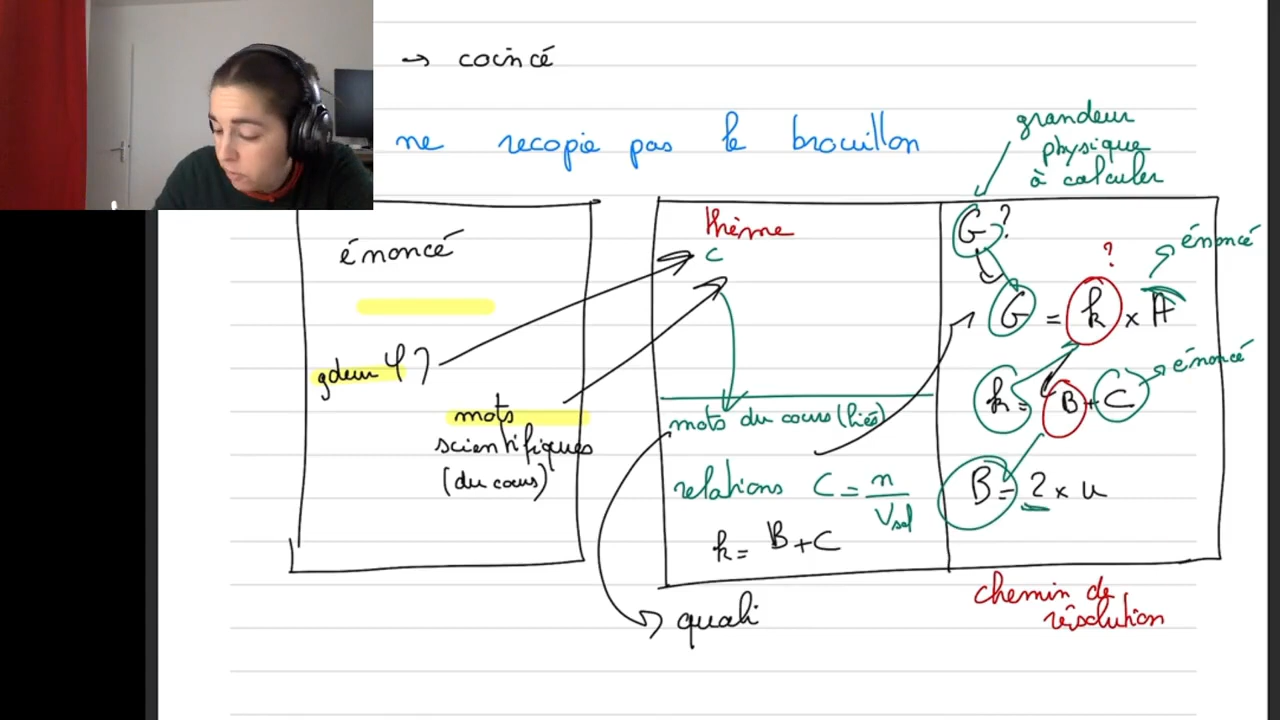 → coincé
ne recopie pas le brouillon
grandeur
physique
à calculer
énoncé
gdeur φ ?
mots
scientifiques
(du cours)
thème
C
mots du cours (liés)
relations C = n / Vsol
k = B + C
→ quali
G ?
?
énoncé
G = k × A
énoncé
k = B + C
B = 2 × u
chemin de
résolution